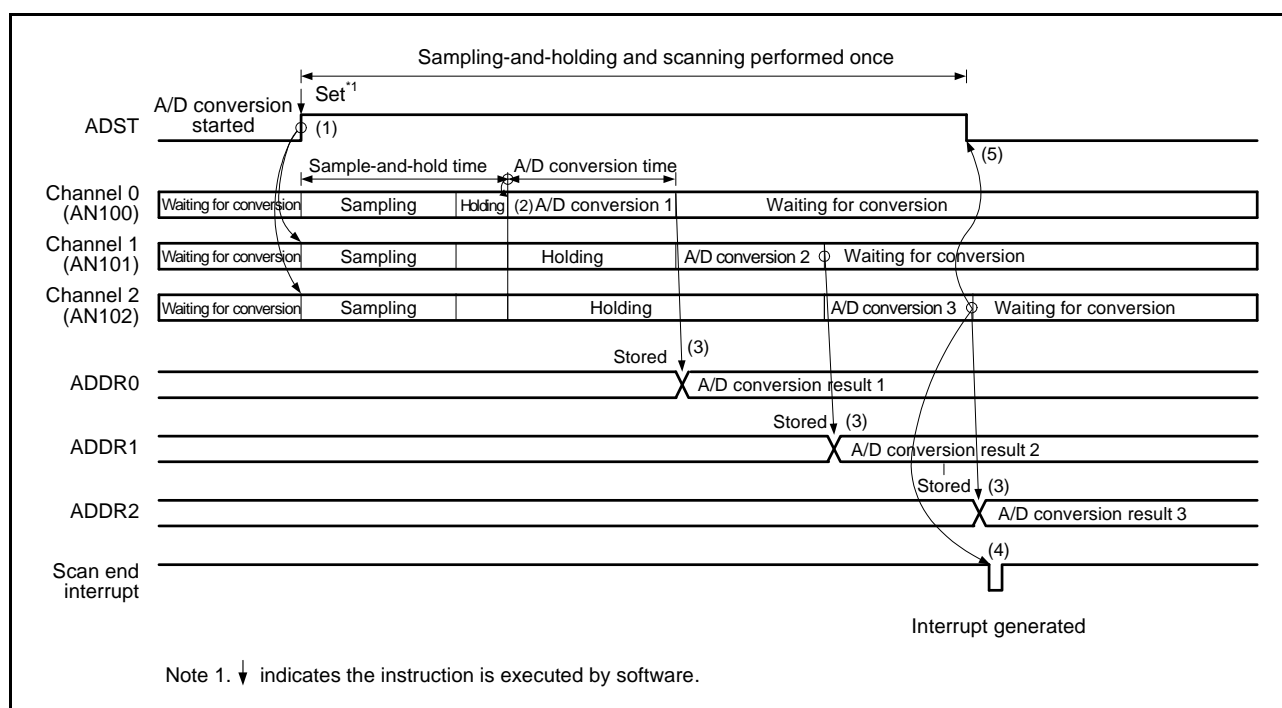 Sampling-and-holding and scanning performed once
Set*1
A/D conversion
started
ADST
(1)
(5)
Sample-and-hold time
A/D conversion time
Channel 0
(AN100)
Waiting for conversion
Sampling
Holding
(2)
A/D conversion 1
Waiting for conversion
Channel 1
(AN101)
Waiting for conversion
Sampling
Holding
A/D conversion 2
Waiting for conversion
Channel 2
(AN102)
Waiting for conversion
Sampling
Holding
A/D conversion 3
Waiting for conversion
Stored
(3)
ADDR0
A/D conversion result 1
Stored
(3)
ADDR1
A/D conversion result 2
Stored
(3)
ADDR2
A/D conversion result 3
(4)
Scan end
interrupt
Interrupt generated
Note 1. indicates the instruction is executed by software.